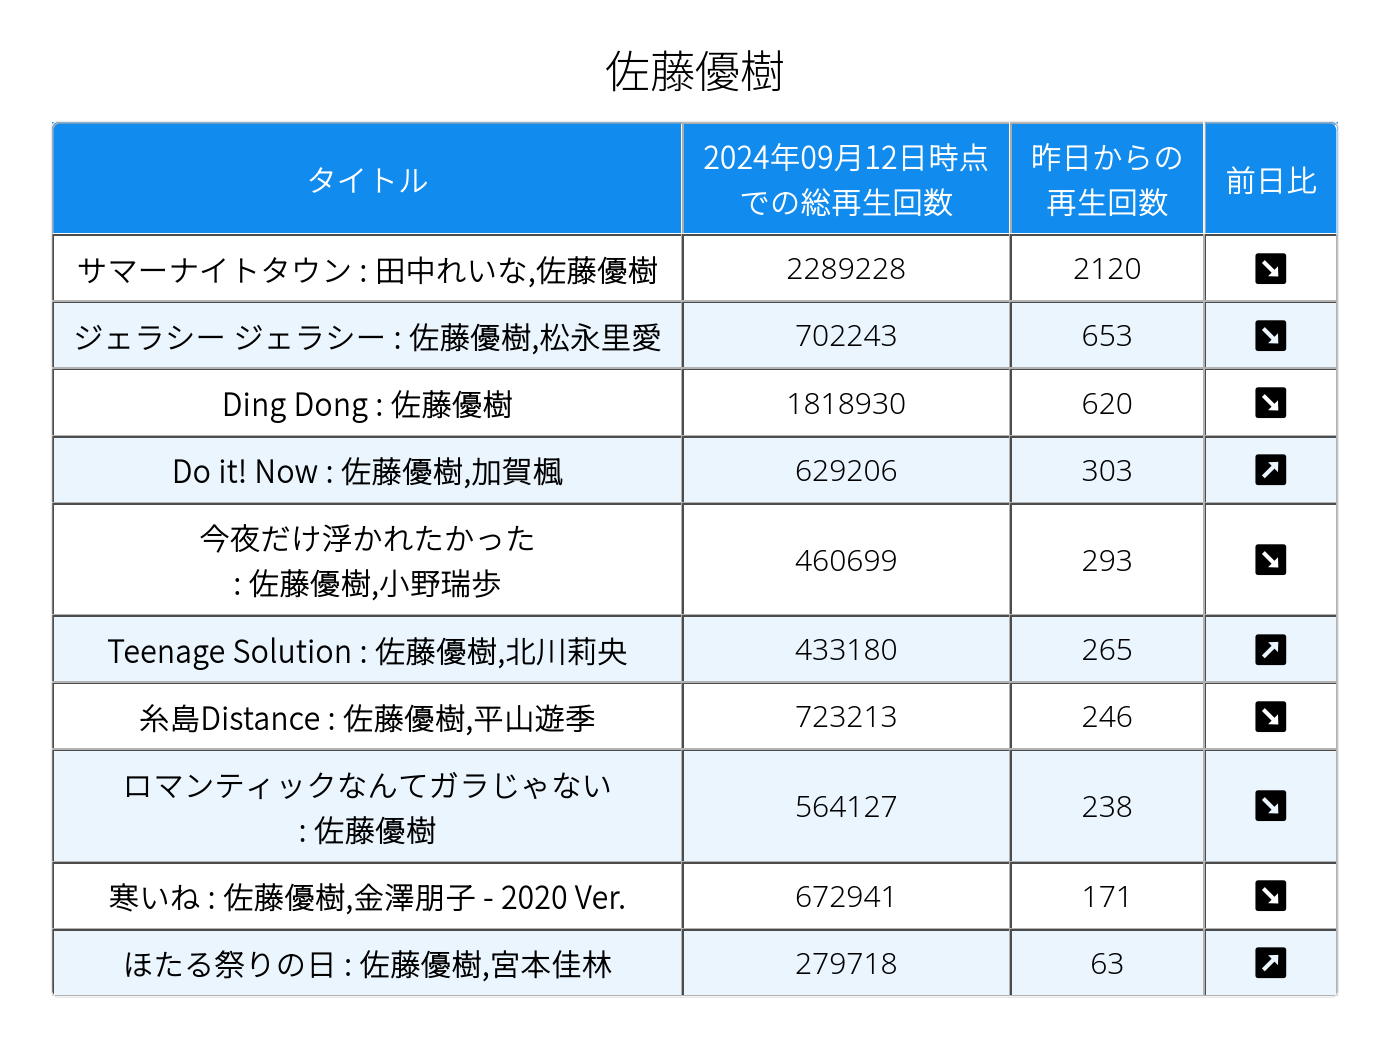 佐藤優樹
タイトル
2024年09月12日時点
での総再生回数
昨日からの
再生回数
前日比
サマーナイトタウン : 田中れいな,佐藤優樹 2289228 2120
ジェラシー ジェラシー : 佐藤優樹,松永里愛 702243 653
Ding Dong : 佐藤優樹 1818930 620
Do it! Now : 佐藤優樹,加賀楓 629206 303
今夜だけ浮かれたかった
: 佐藤優樹,小野瑞歩 460699 293
Teenage Solution : 佐藤優樹,北川莉央 433180 265
糸島Distance : 佐藤優樹,平山遊季 723213 246
ロマンティックなんてガラじゃない
: 佐藤優樹 564127 238
寒いね : 佐藤優樹,金澤朋子 - 2020 Ver. 672941 171
ほたる祭りの日 : 佐藤優樹,宮本佳林 279718 63